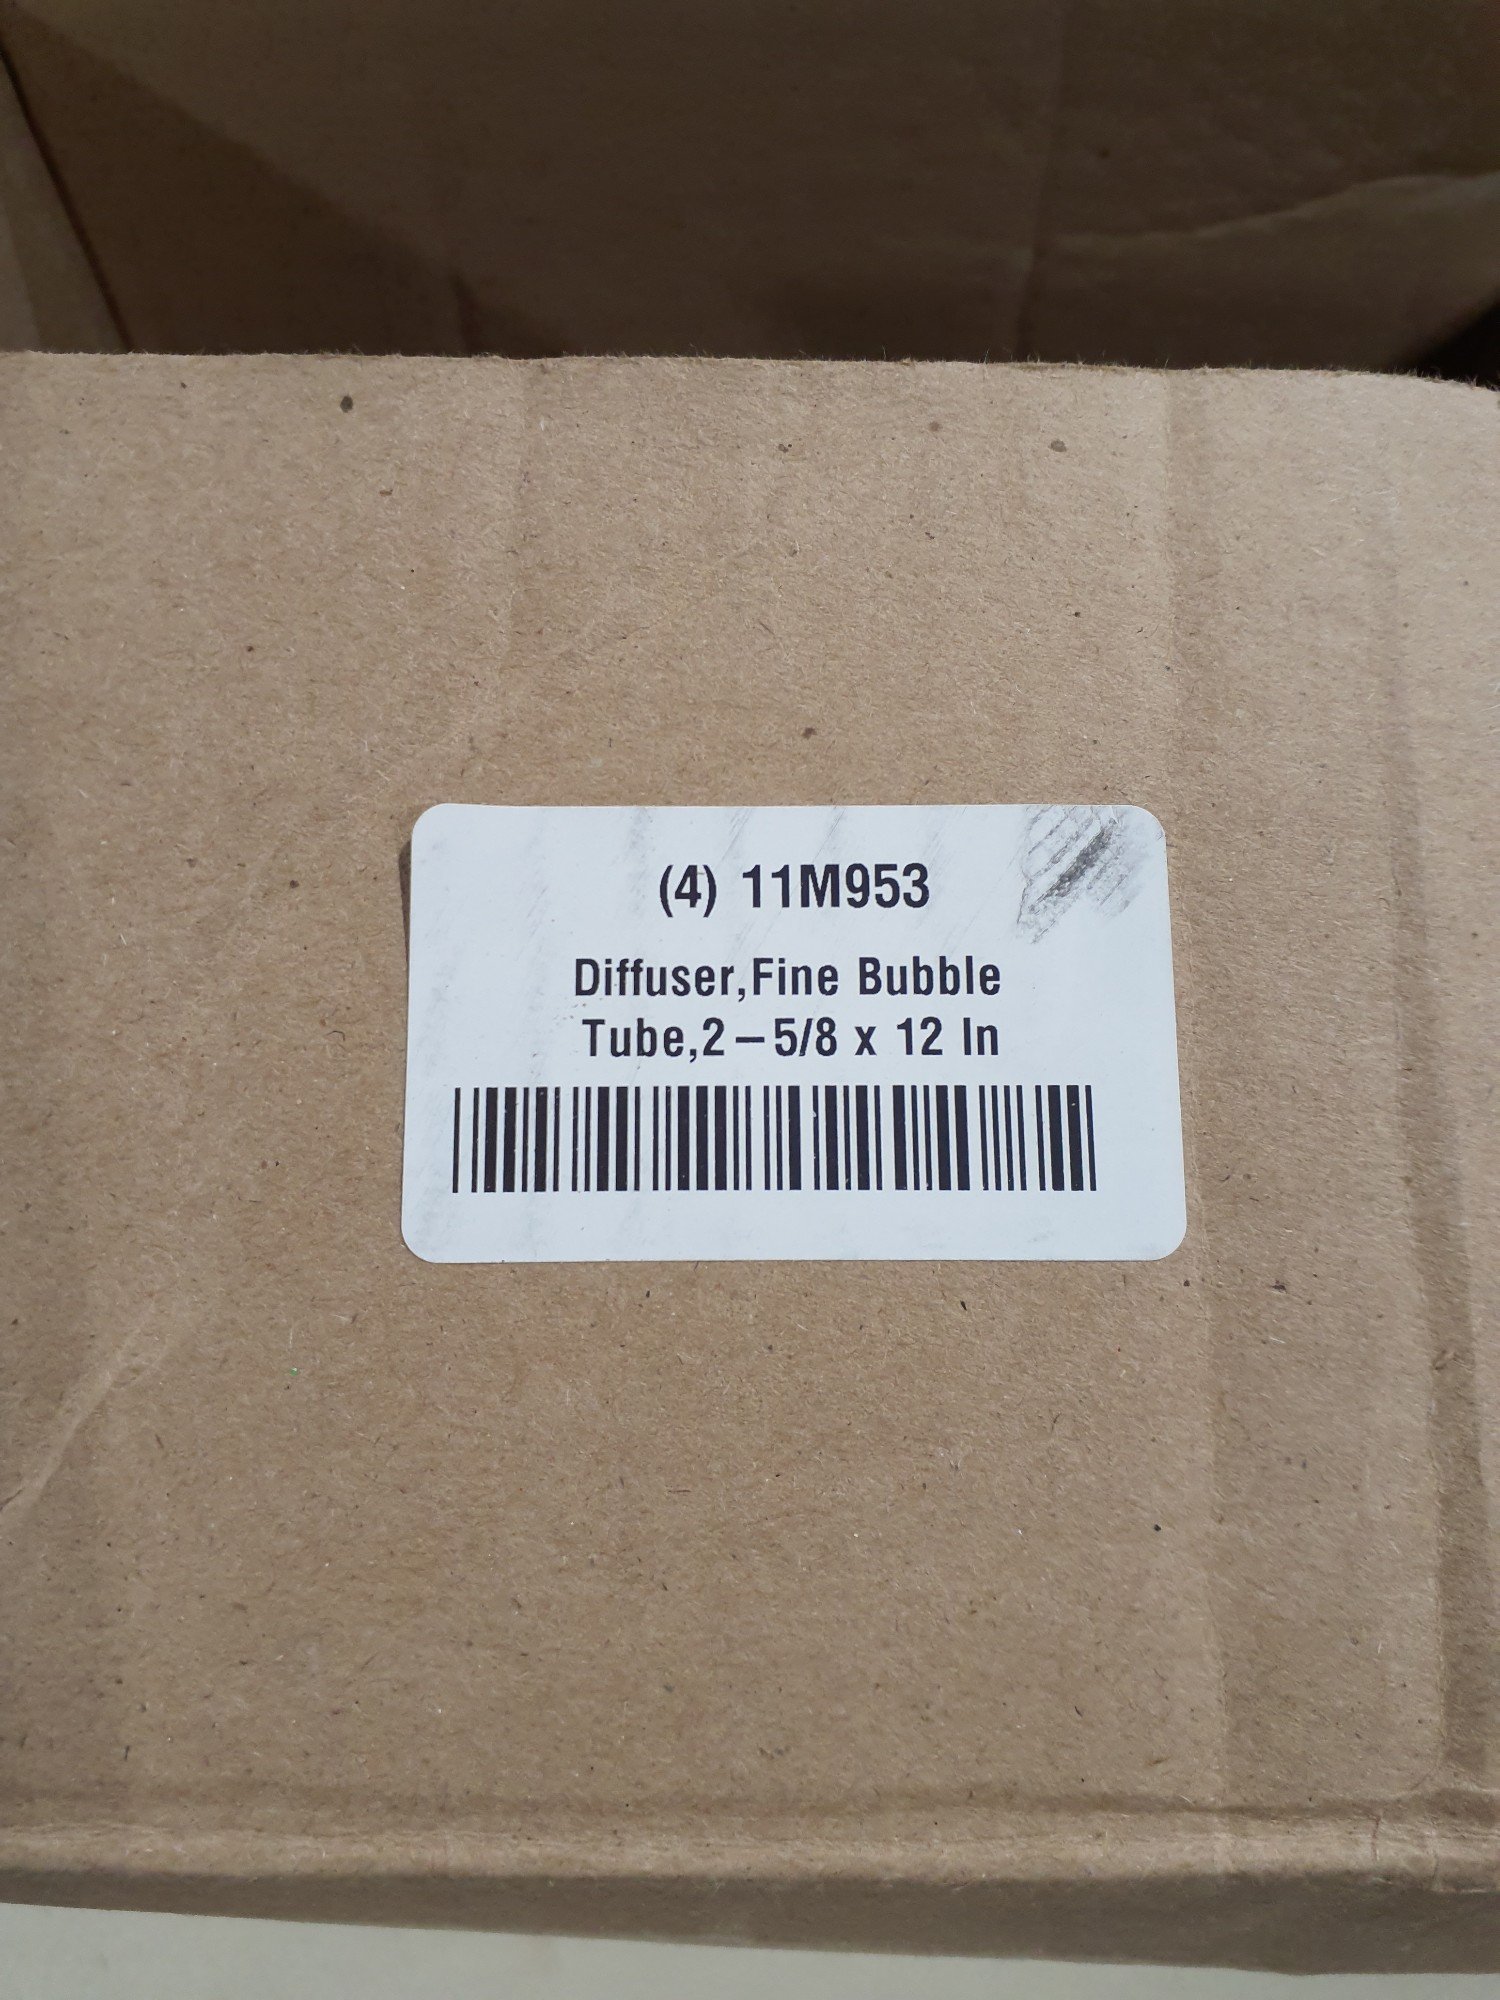 (4) 11M953
Diffuser,Fine Bubble
Tube,2–5/8 x 12 In